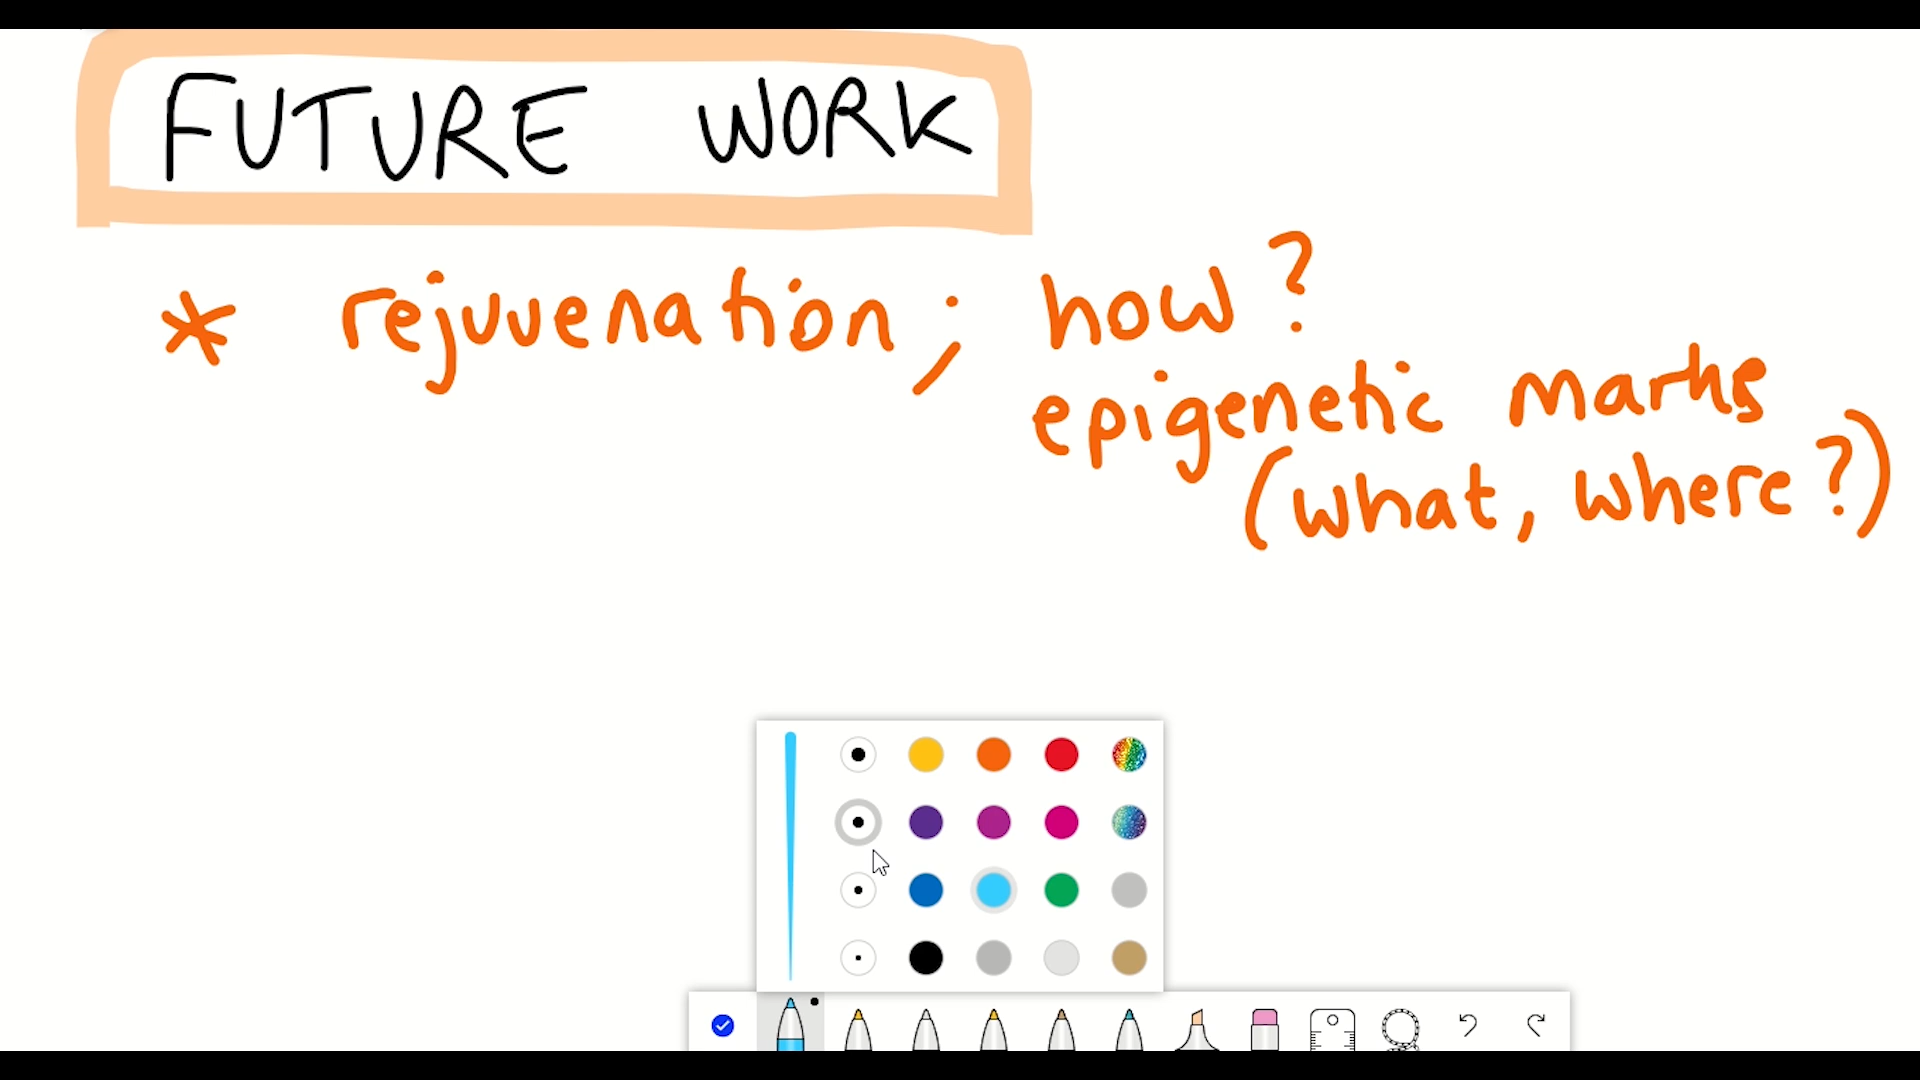 FUTURE WORK
* rejuvenation; how?
epigenetic marks
(what, where?)